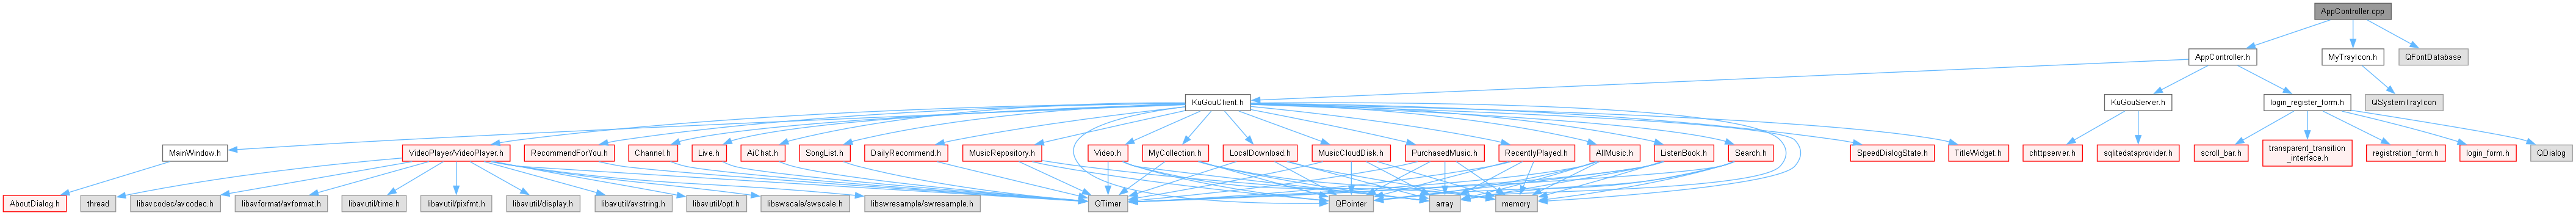 AppController.cpp
AppController.h
MyTrayIcon.h
QFontDatabase
KuGouClient.h
KuGouServer.h
login_register_form.h
QSystemTrayIcon
MainWindow.h
VideoPlayer/VideoPlayer.h
RecommendForYou.h
Channel.h
Live.h
AiChat.h
SongList.h
DailyRecommend.h
MusicRepository.h
Video.h
MyCollection.h
LocalDownload.h
MusicCloudDisk.h
PurchasedMusic.h
RecentlyPlayed.h
AllMusic.h
ListenBook.h
Search.h
SpeedDialogState.h
TitleWidget.h
chttpserver.h
sqlitedataprovider.h
scroll_bar.h
transparent_transition
_interface.h
registration_form.h
login_form.h
QDialog
AboutDialog.h
thread
libavcodec/avcodec.h
libavformat/avformat.h
libavutil/time.h
libavutil/pixfmt.h
libavutil/display.h
libavutil/avstring.h
libavutil/opt.h
libswscale/swscale.h
libswresample/swresample.h
QTimer
QPointer
array
memory